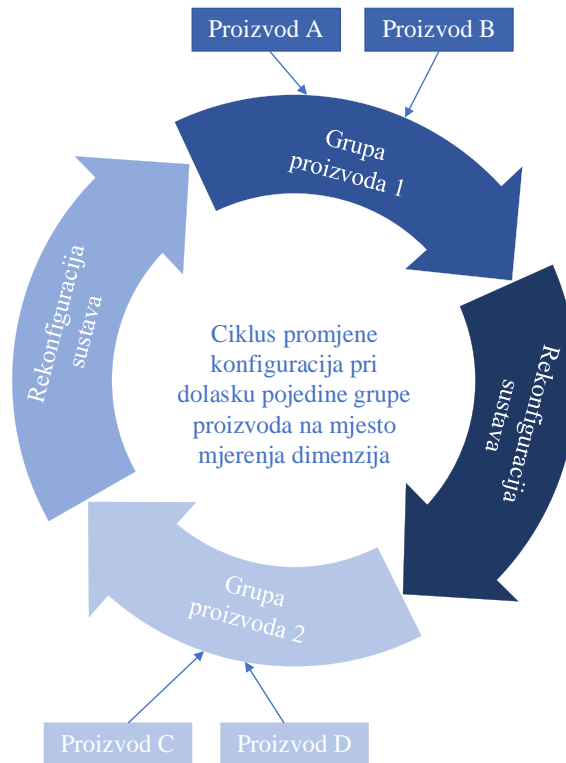 Proizvod A
Proizvod B
Grupa
proizvoda 1
Rekonfiguracija
sustava
Ciklus promjene
konfiguracija pri
dolasku pojedine grupe
proizvoda na mjesto
mjerenja dimenzija
Rekonfiguracija
sustava
Grupa
proizvoda 2
Proizvod C
Proizvod D